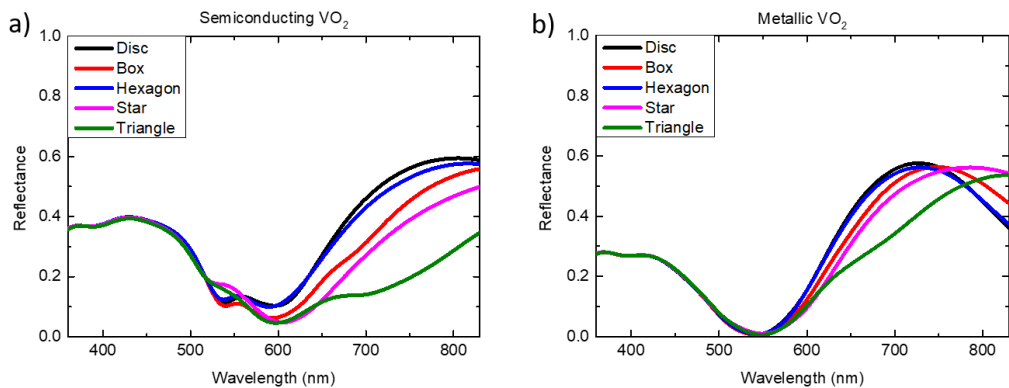 a)
Semiconducting VO₂
1.0
0.8
0.6
0.4
0.2
0.0
Reflectance
Disc
Box
Hexagon
Star
Triangle
400 500 600 700 800
Wavelength (nm)
b)
Metallic VO₂
1.0
0.8
0.6
0.4
0.2
0.0
Reflectance
Disc
Box
Hexagon
Star
Triangle
400 500 600 700 800
Wavelength (nm)